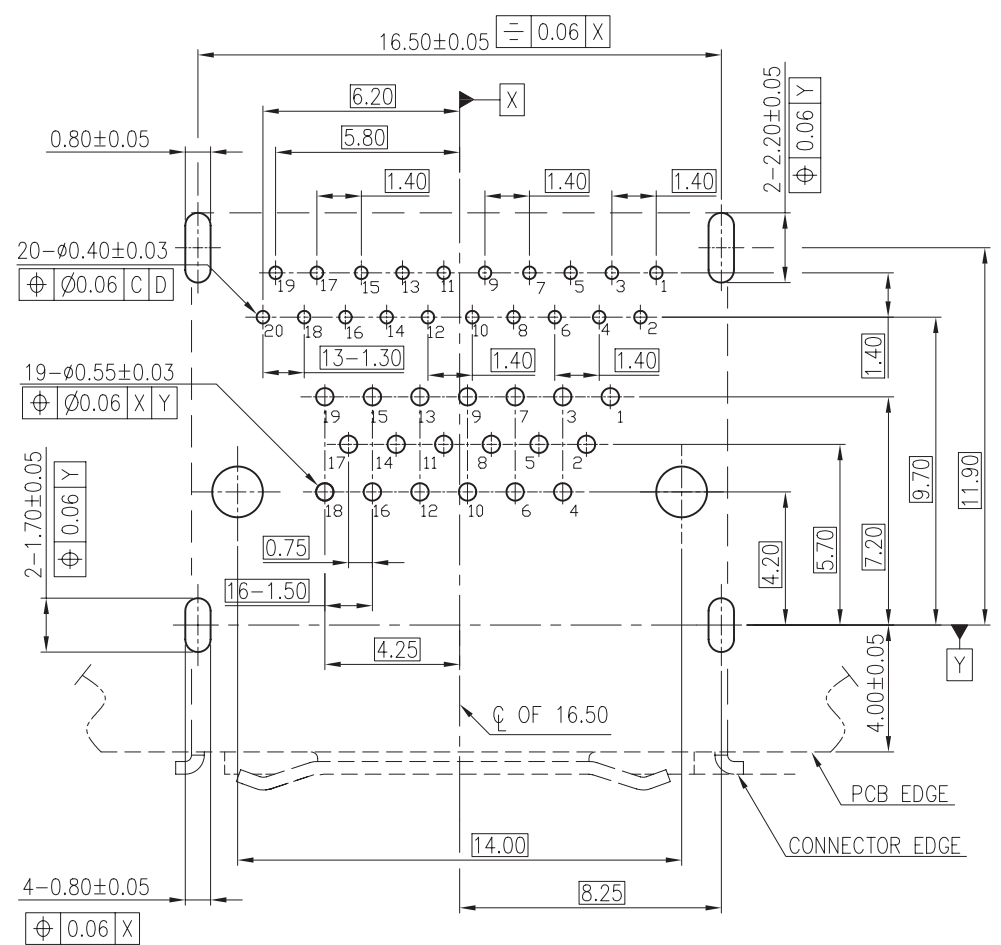 16.50±0.05 ⌯ 0.06 X
6.20 X
5.80
0.80±0.05
1.40 1.40 1.40
2-2.20±0.05
⌖ 0.06 Y
20-ø0.40±0.03
⌖ Ø0.06 C D
19 17 15 13 11 9 7 5 3 1
20 18 16 14 12 10 8 6 4 2
13-1.30 1.40 1.40
1.40
19-ø0.55±0.03
⌖ Ø0.06 X Y
19 15 13 9 7 3 1
17 14 11 8 5 2
18 16 12 10 6 4
2-1.70±0.05
⌖ 0.06 Y
0.75
16-1.50
4.25
4.20
5.70
7.20
9.70
11.90
Y
4.00±0.05
℄ OF 16.50
PCB EDGE
CONNECTOR EDGE
14.00
8.25
4-0.80±0.05
⌖ 0.06 X